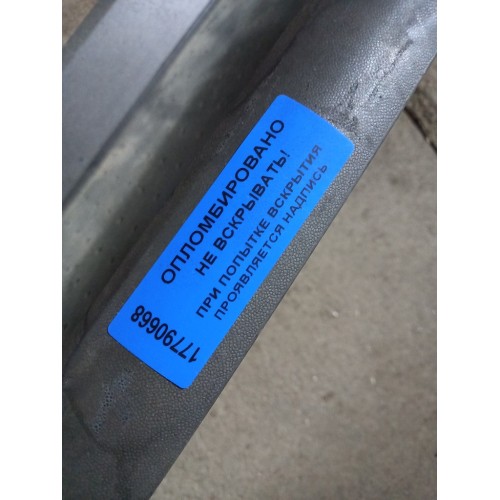 ОПЛОМБИРОВАНО
НЕ ВСКРЫВАТЬ!
ПРИ ПОПЫТКЕ ВСКРЫТИЯ
ПРОЯВЛЯЕТСЯ НАДПИСЬ
17790668